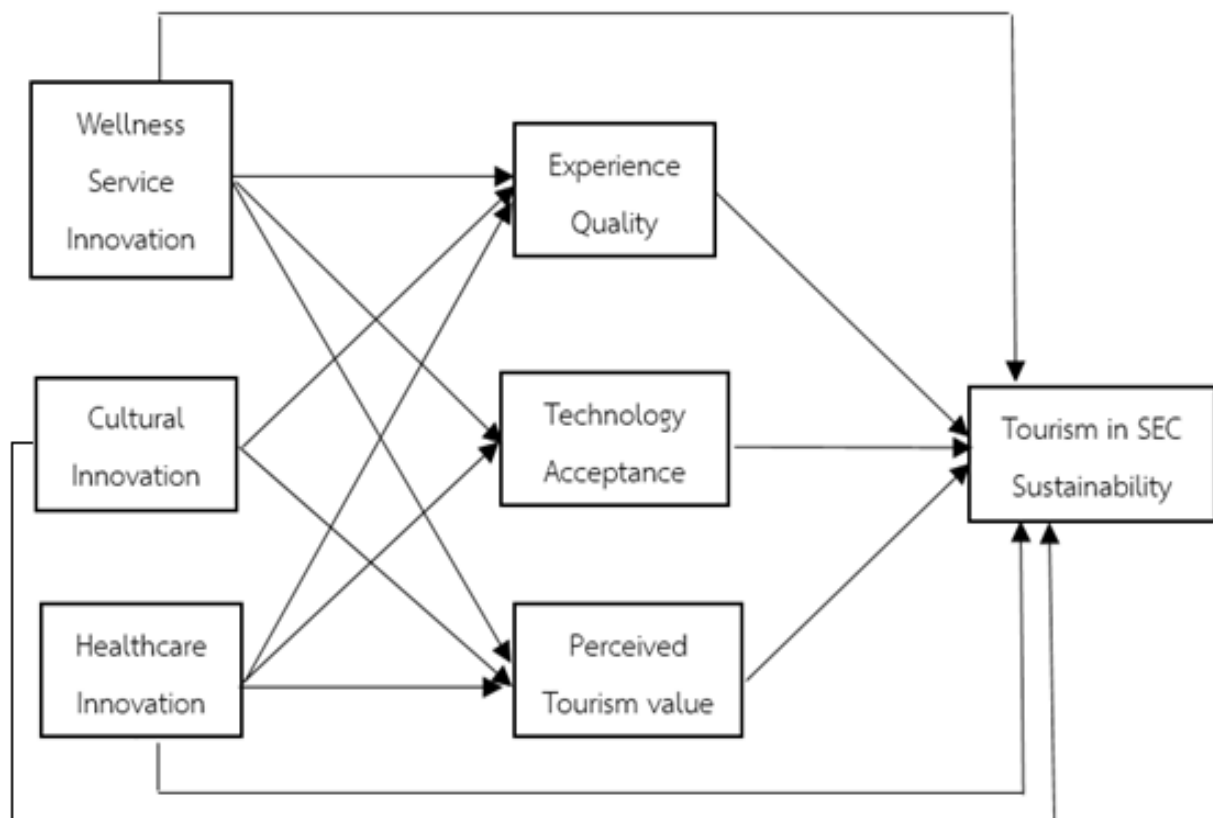 Wellness
Service
Innovation
Experience
Quality
Cultural
Innovation
Technology
Acceptance
Tourism in SEC
Sustainability
Healthcare
Innovation
Perceived
Tourism value